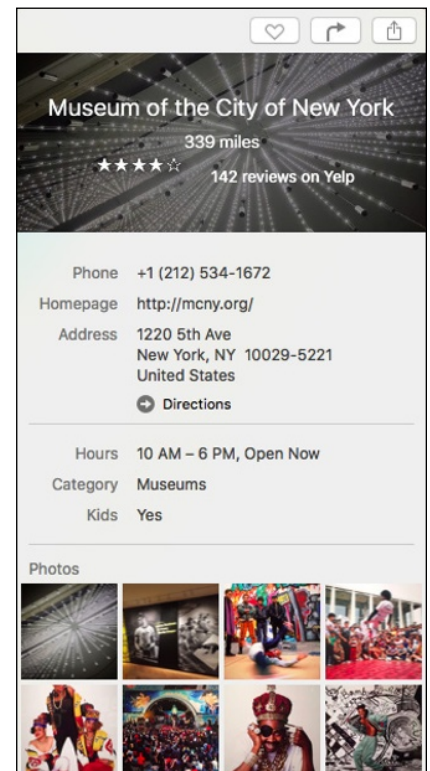 Museum of the City of New York
339 miles
★★★★☆ 142 reviews on Yelp
Phone +1 (212) 534-1672
Homepage http://mcny.org/
Address 1220 5th Ave
New York, NY 10029-5221
United States
Directions
Hours 10 AM – 6 PM, Open Now
Category Museums
Kids Yes
Photos